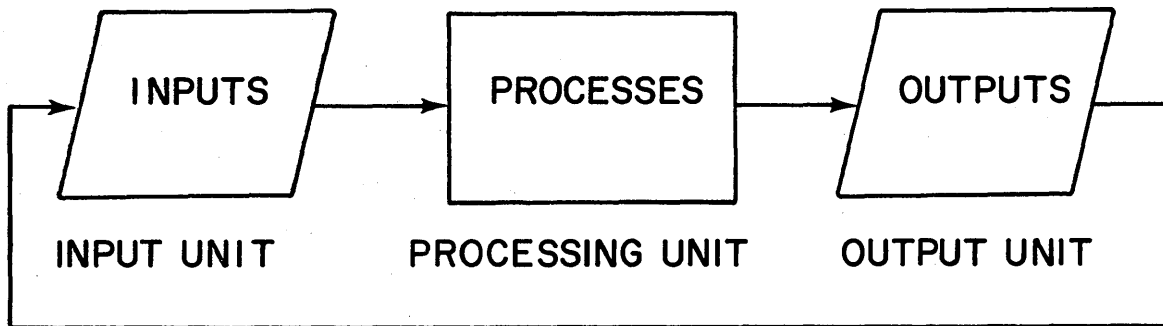 INPUTS
PROCESSES
OUTPUTS
INPUT UNIT
PROCESSING UNIT
OUTPUT UNIT